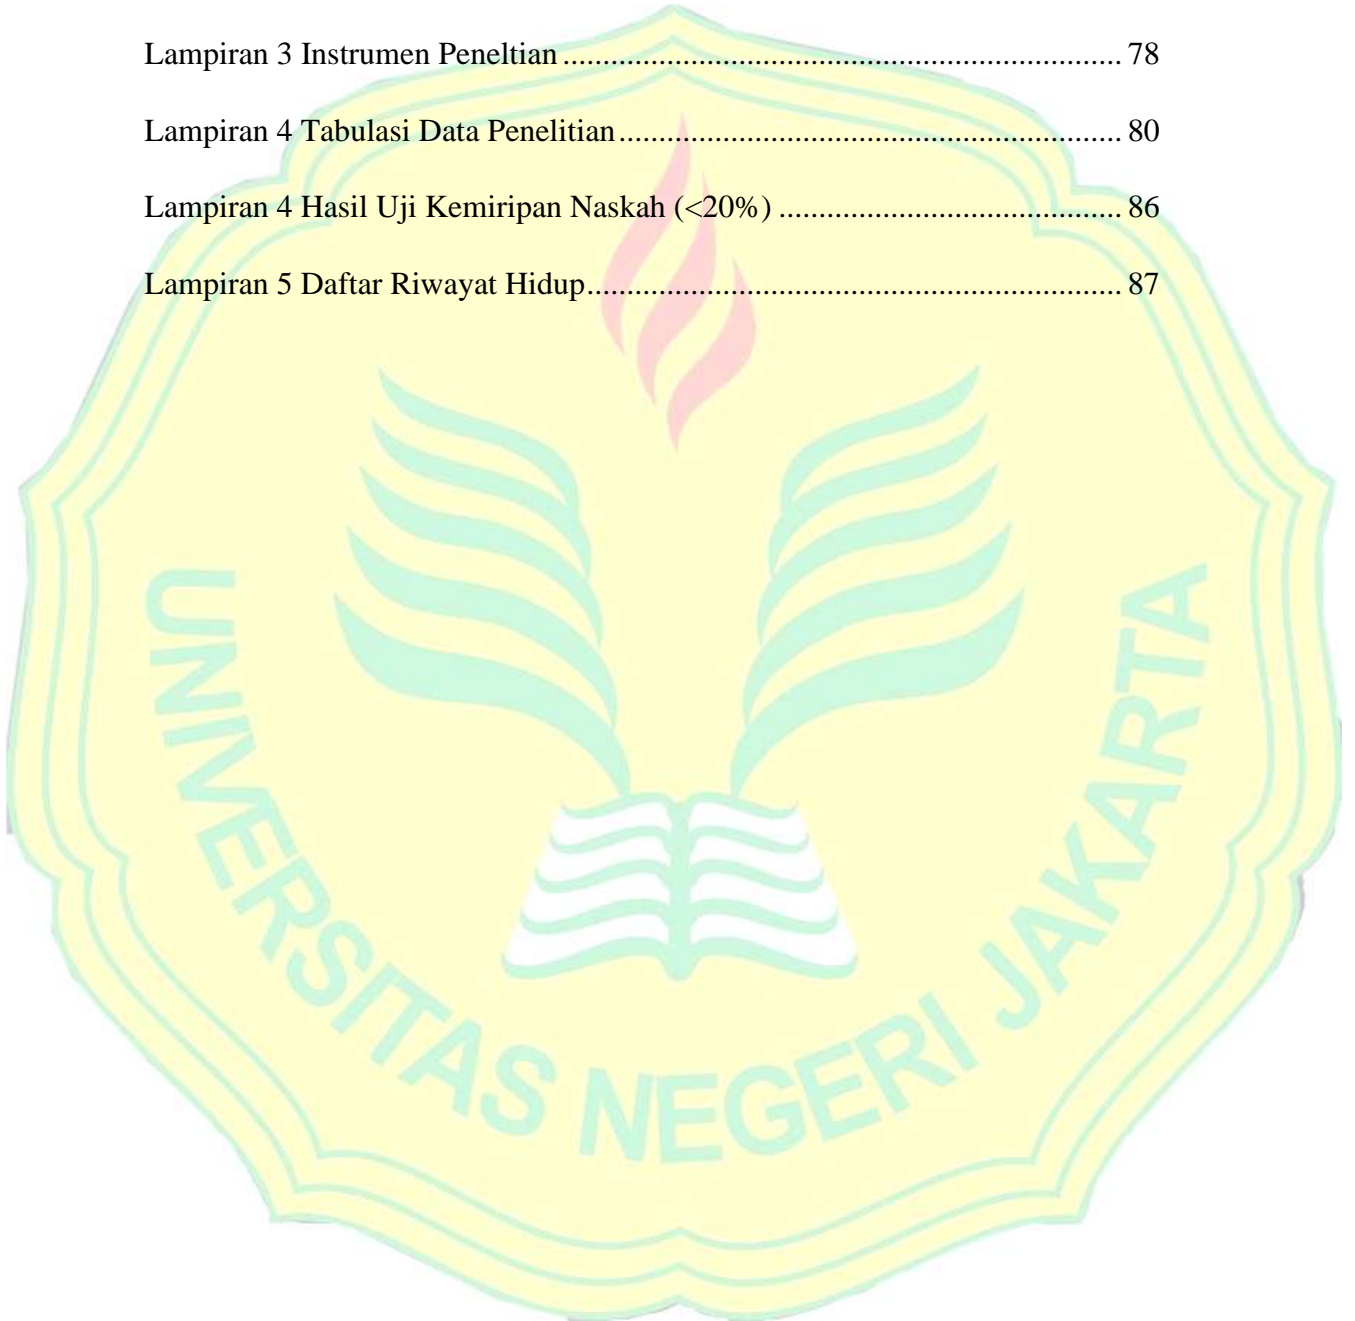 Lampiran 3 Instrumen Peneltian ...................................................................... 78
Lampiran 4 Tabulasi Data Penelitian ............................................................... 80
Lampiran 4 Hasil Uji Kemiripan Naskah (<20%) ........................................... 86
Lampiran 5 Daftar Riwayat Hidup ................................................................... 87
UNIVERSITAS NEGERI JAKARTA